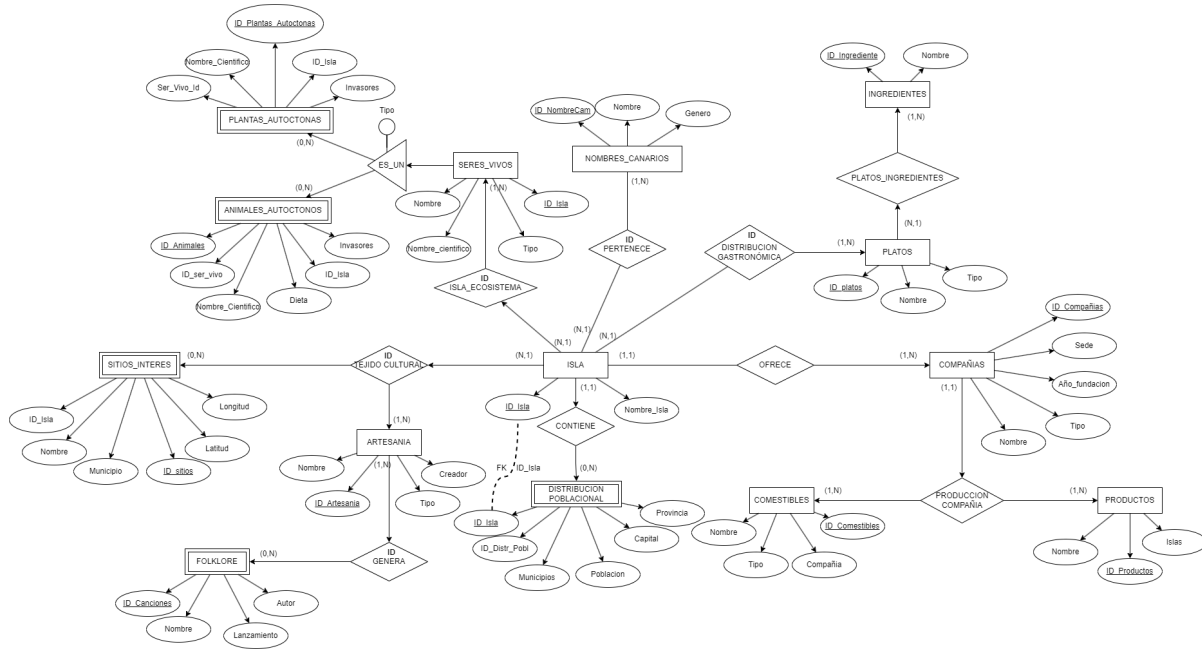 ID_Plantas_Autoctonas
Nombre_Cientifico
ID_Isla
Ser_Vivo_Id
Invasores
PLANTAS_AUTOCTONAS
(0,N)
Tipo
ES_UN
SERES_VIVOS
(1,N)
Nombre
ID_Isla
Nombre_cientifico
Tipo
(0,N)
ANIMALES_AUTOCTONOS
ID_Animales
Invasores
ID_ser_vivo
ID_Isla
Nombre_Cientifico
Dieta
ID
ISLA_ECOSISTEMA
(N,1)
ID_NombreCam
Nombre
Genero
NOMBRES_CANARIOS
(1,N)
ID
PERTENECE
(N,1)
ID
DISTRIBUCION
GASTRONÓMICA
(1,N)
(N,1)
ID_Ingrediente
Nombre
INGREDIENTES
(1,N)
PLATOS_INGREDIENTES
(N,1)
PLATOS
ID_platos
Tipo
Nombre
SITIOS_INTERES
(0,N)
ID_Isla
Longitud
Nombre
Latitud
Municipio
ID_sitios
ID
TEJIDO CULTURAL
(N,1)
ISLA
(1,1)
(1,1)
OFRECE
(1,N)
COMPAÑIAS
(1,1)
ID_Compañias
Sede
Año_fundacion
Tipo
Nombre
ID_Isla
Nombre_Isla
CONTIENE
(0,N)
FK
ID_Isla
DISTRIBUCION
POBLACIONAL
ID_Isla
Provincia
ID_Distr_Pobl
Capital
Municipios
Poblacion
(1,N)
ARTESANIA
(1,N)
Nombre
Creador
ID_Artesania
Tipo
ID
GENERA
(0,N)
FOLKLORE
ID_Canciones
Autor
Nombre
Lanzamiento
COMESTIBLES
(1,N)
PRODUCCION
COMPAÑIA
(1,N)
PRODUCTOS
Nombre
ID_Comestibles
Tipo
Compañia
Nombre
Islas
ID_Productos